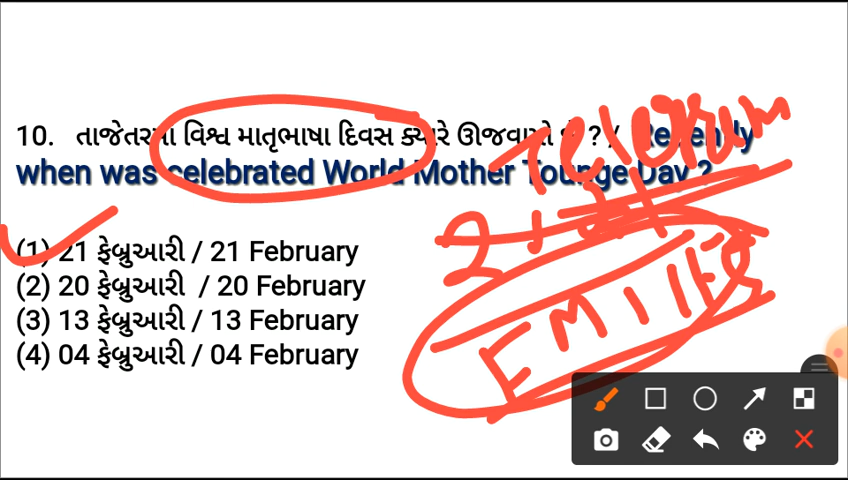 10. તાજેતરમાં વિશ્વ માતૃભાષા દિવસ ક્યારે ઊજવાયો છે ? / Recently
when was celebrated World Mother Tounge Day ?
Telegram
(1) 21 ફેબ્રુઆરી / 21 February
(2) 20 ફેબ્રુઆરી / 20 February
(3) 13 ફેબ્રુઆરી / 13 February
(4) 04 ફેબ્રુઆરી / 04 February